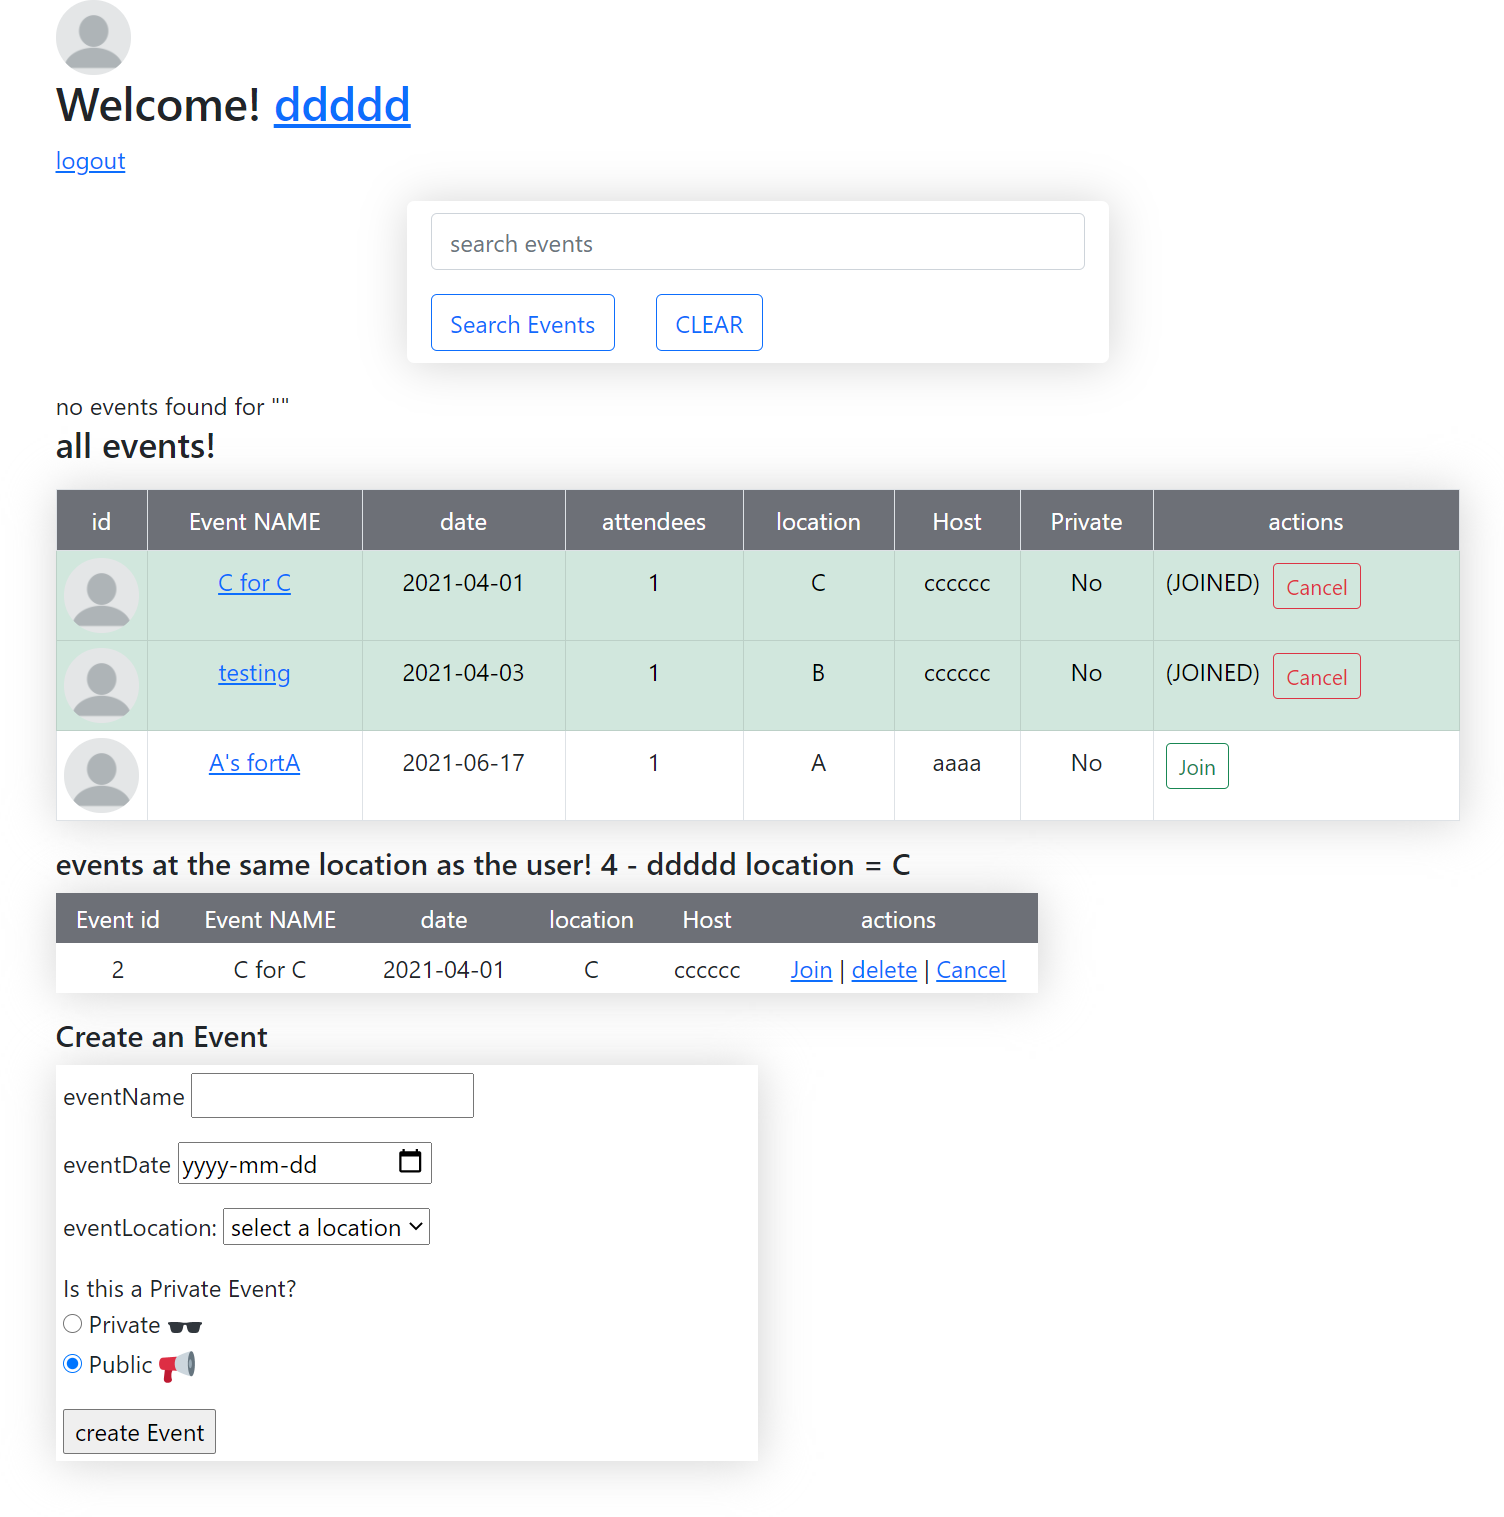 Welcome! ddddd
logout
search events
Search Events CLEAR
no events found for ""
all events!
id Event NAME date attendees location Host Private actions
C for C 2021-04-01 1 C cccccc No (JOINED) Cancel
testing 2021-04-03 1 B cccccc No (JOINED) Cancel
A's fortA 2021-06-17 1 A aaaa No Join
events at the same location as the user! 4 - ddddd location = C
Event id Event NAME date location Host actions
2 C for C 2021-04-01 C cccccc Join | delete | Cancel
Create an Event
eventName
eventDate yyyy-mm-dd
eventLocation: select a location
Is this a Private Event?
Private 🕶️
Public 📢
create Event